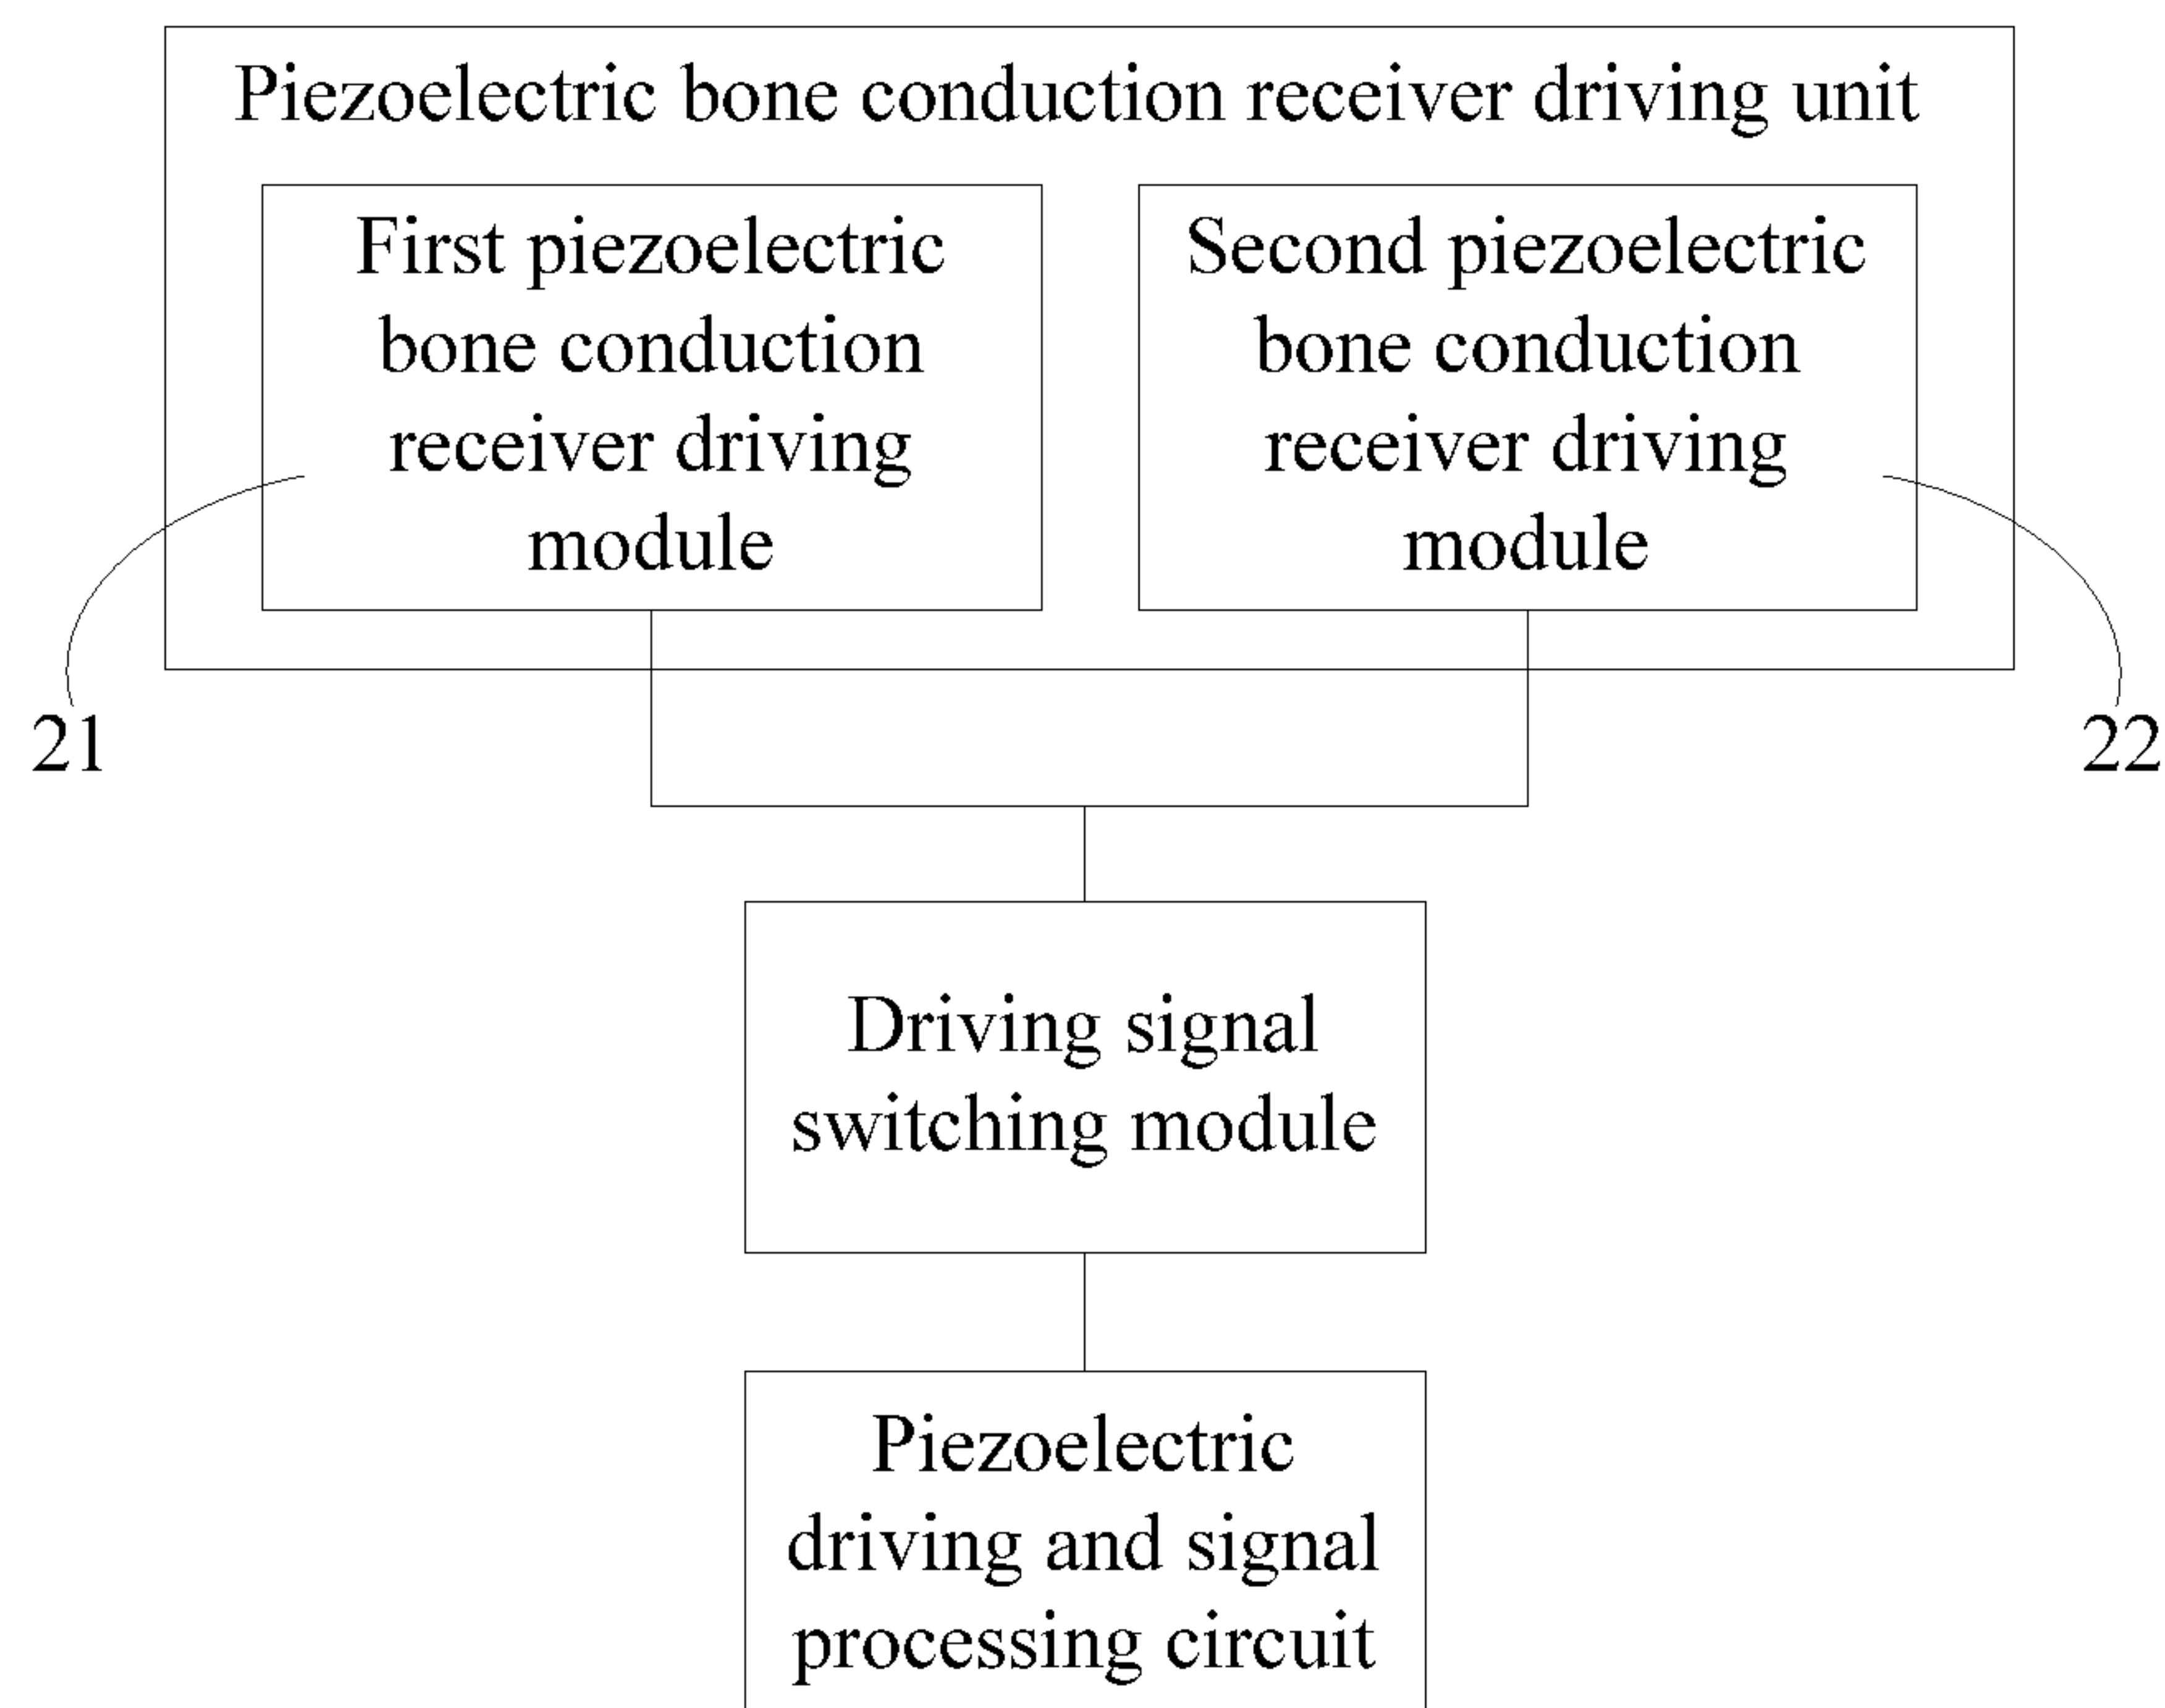 Piezoelectric bone conduction receiver driving unit
First piezoelectric
bone conduction
receiver driving
module
Second piezoelectric
bone conduction
receiver driving
module
21
22
Driving signal
switching module
Piezoelectric
driving and signal
processing circuit